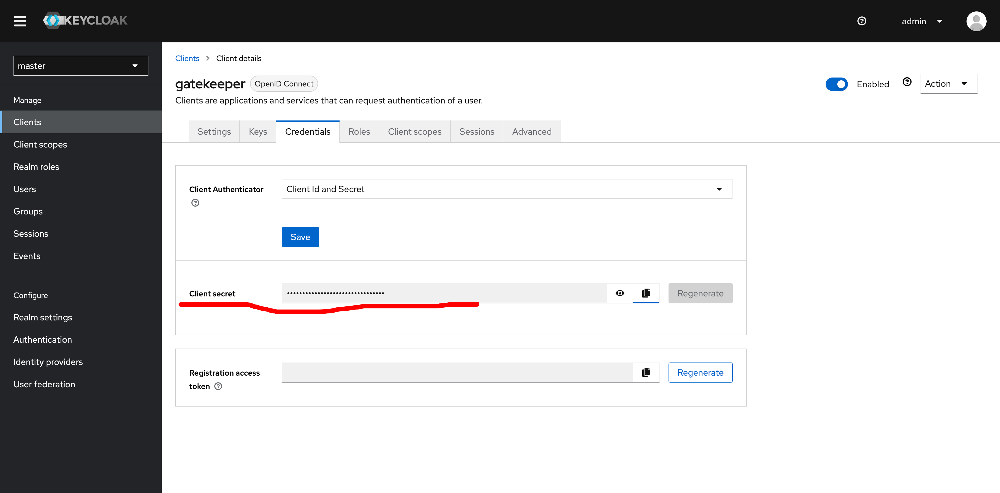 KEYCLOAK
admin
master
Manage
Clients
Client scopes
Realm roles
Users
Groups
Sessions
Events
Configure
Realm settings
Authentication
Identity providers
User federation
Clients > Client details
gatekeeper OpenID Connect
Enabled
Action
Clients are applications and services that can request authentication of a user.
Settings Keys Credentials Roles Client scopes Sessions Advanced
Client Authenticator
Client Id and Secret
Save
Client secret
••••••••••••••••••••••••••••••••
Regenerate
Registration access
token
Regenerate